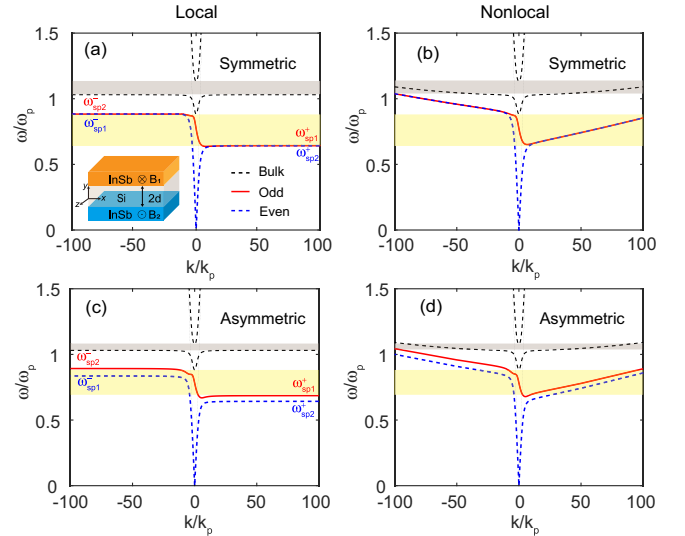 Local
Nonlocal
(a)
Symmetric
ω⁻sp2
ω⁻sp1
ω⁺sp1
ω⁺sp2
InSb ⊗ B₁
Si 2d
InSb ⊙ B₂
y
x
z
Bulk
Odd
Even
ω/ωp
1.5
1
0.5
0
-100 -50 0 50 100
k/kp
(b)
Symmetric
ω/ωp
1.5
1
0.5
0
-100 -50 0 50 100
k/kp
(c)
Asymmetric
ω⁻sp2
ω⁻sp1
ω⁺sp1
ω⁺sp2
ω/ωp
1.5
1
0.5
0
-100 -50 0 50 100
k/kp
(d)
Asymmetric
ω/ωp
1.5
1
0.5
0
-100 -50 0 50 100
k/kp